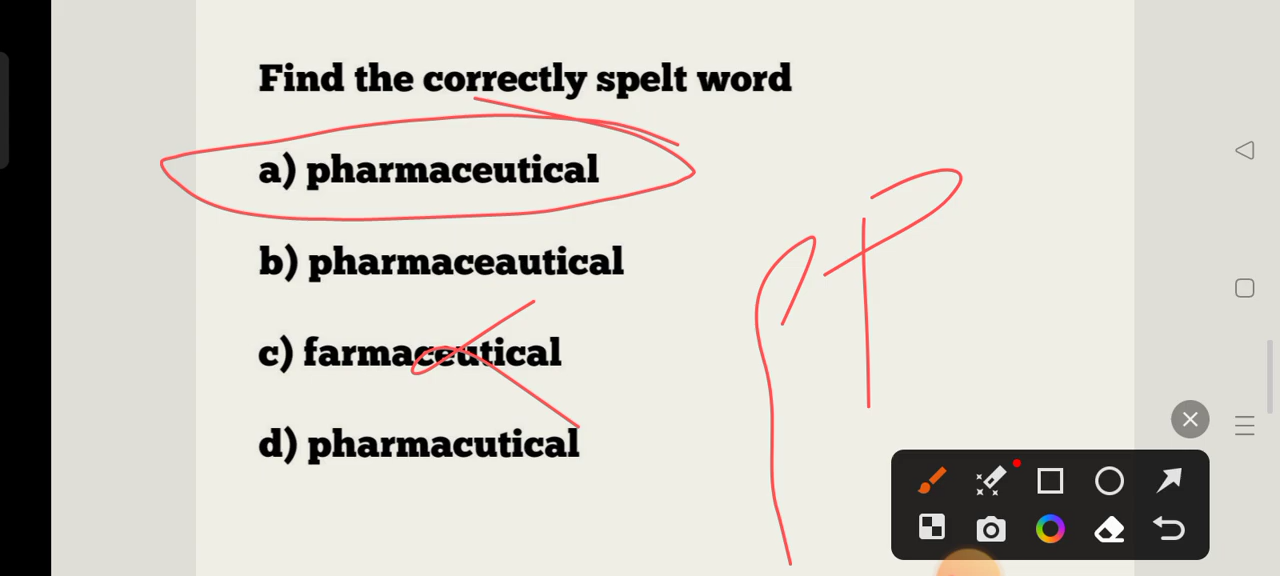 Find the correctly spelt word
a) pharmaceutical
b) pharmaceautical
c) farmaceutical
d) pharmacutical